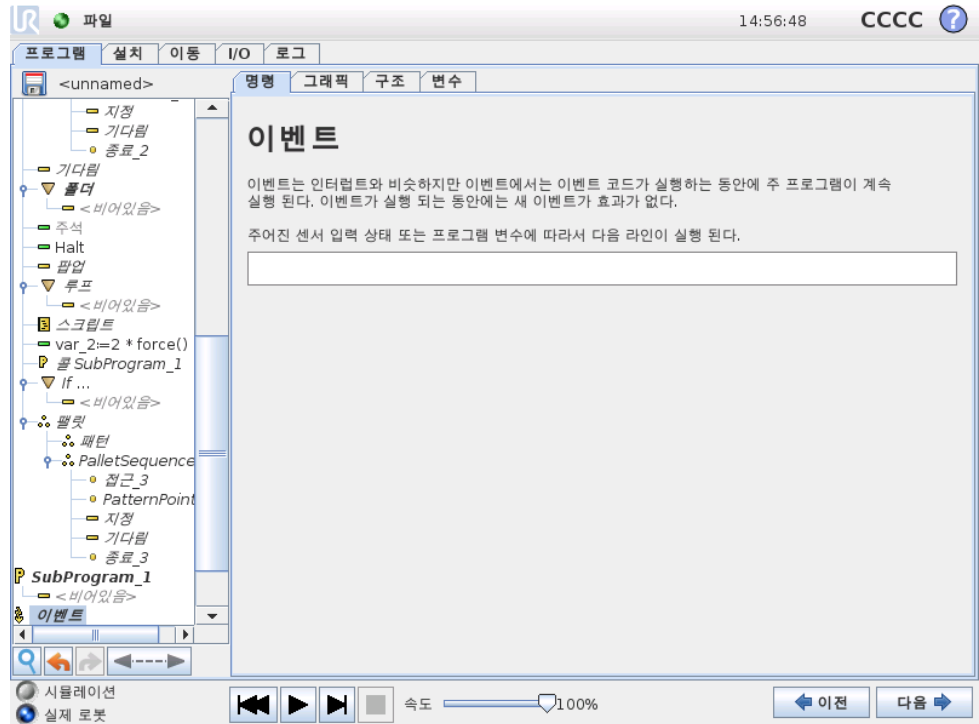 UR 파일 14:56:48 CCCC ?
프로그램 설치 이동 I/O 로그
<unnamed>
명령 그래픽 구조 변수
지정
기다림
종료_2
기다림
폴더
<비어있음>
주석
Halt
팝업
루프
<비어있음>
스크립트
var_2:=2 * force()
콜 SubProgram_1
If ...
<비어있음>
팰릿
패턴
PalletSequence
접근_3
PatternPoint
지정
기다림
종료_3
SubProgram_1
<비어있음>
이벤트
이벤트
이벤트는 인터럽트와 비슷하지만 이벤트에서는 이벤트 코드가 실행하는 동안에 주 프로그램이 계속
실행 된다. 이벤트가 실행 되는 동안에는 새 이벤트가 효과가 없다.
주어진 센서 입력 상태 또는 프로그램 변수에 따라서 다음 라인이 실행 된다.
시뮬레이션
실제 로봇
속도 100%
이전 다음